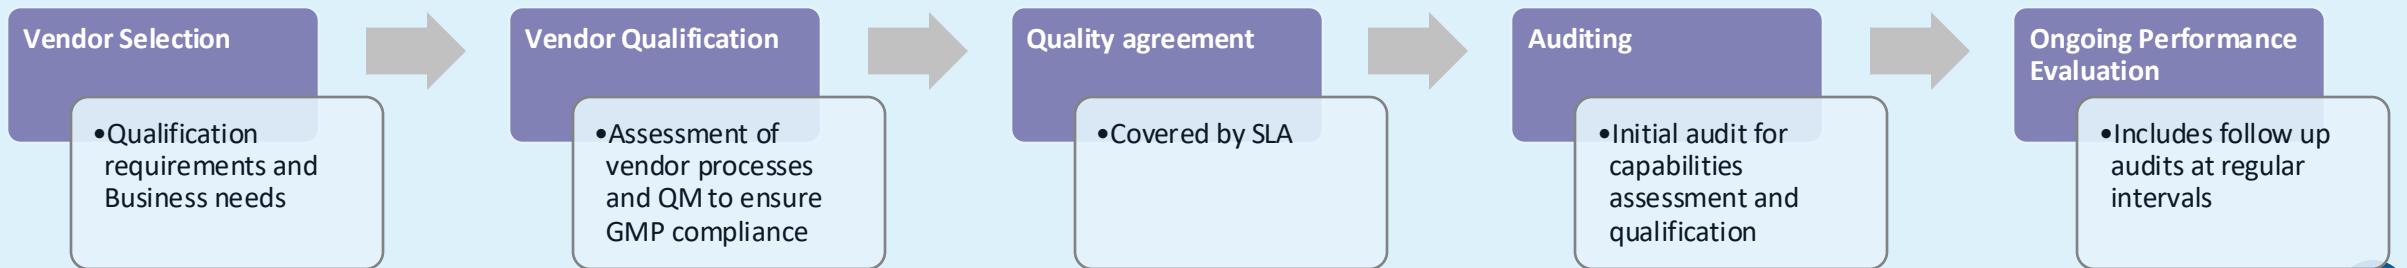 Vendor Selection
•Qualification
requirements and
Business needs
Vendor Qualification
•Assessment of
vendor processes
and QM to ensure
GMP compliance
Quality agreement
•Covered by SLA
Auditing
•Initial audit for
capabilities
assessment and
qualification
Ongoing Performance
Evaluation
•Includes follow up
audits at regular
intervals